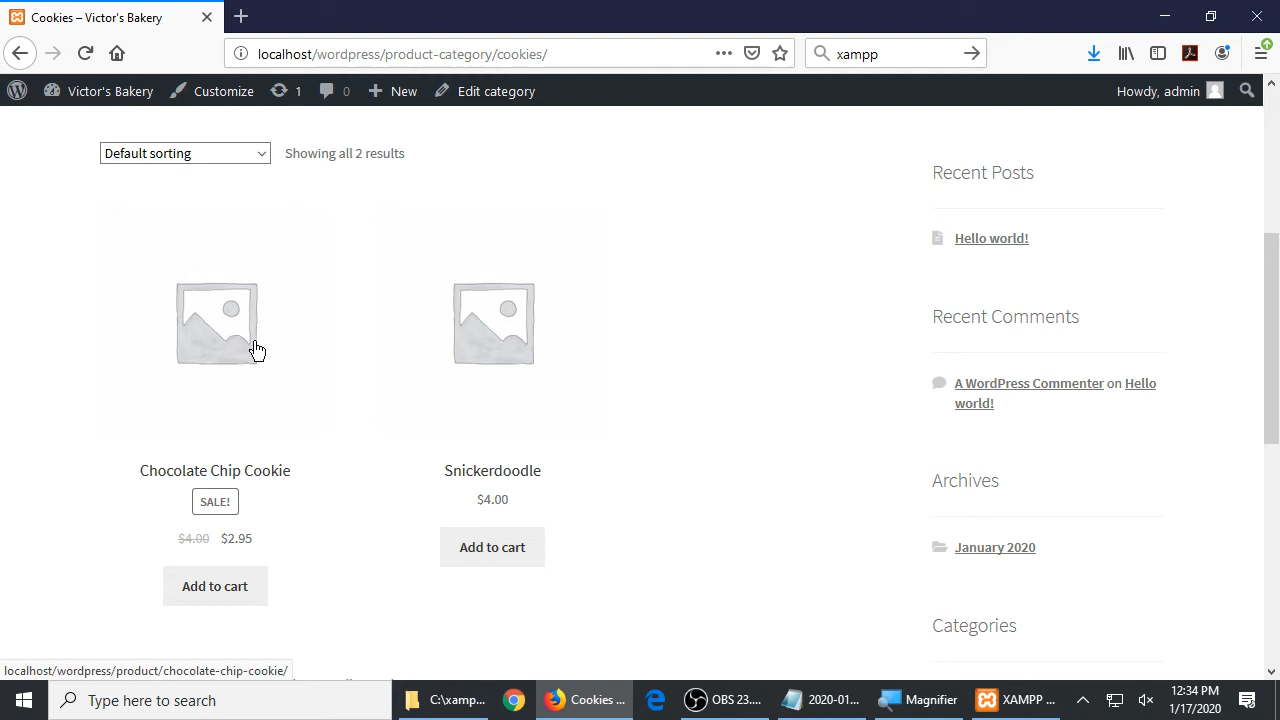 Cookies – Victor's Bakery
localhost/wordpress/product-category/cookies/
xampp
Victor's Bakery
Customize
1
0
New
Edit category
Howdy, admin
Default sorting
Showing all 2 results
Chocolate Chip Cookie
SALE!
$4.00 $2.95
Add to cart
Snickerdoodle
$4.00
Add to cart
Recent Posts
Hello world!
Recent Comments
A WordPress Commenter on Hello
world!
Archives
January 2020
Categories
localhost/wordpress/product/chocolate-chip-cookie/
Type here to search
C:\xamp...
Cookies ...
OBS 23....
2020-01...
Magnifier
XAMPP ...
12:34 PM
1/17/2020